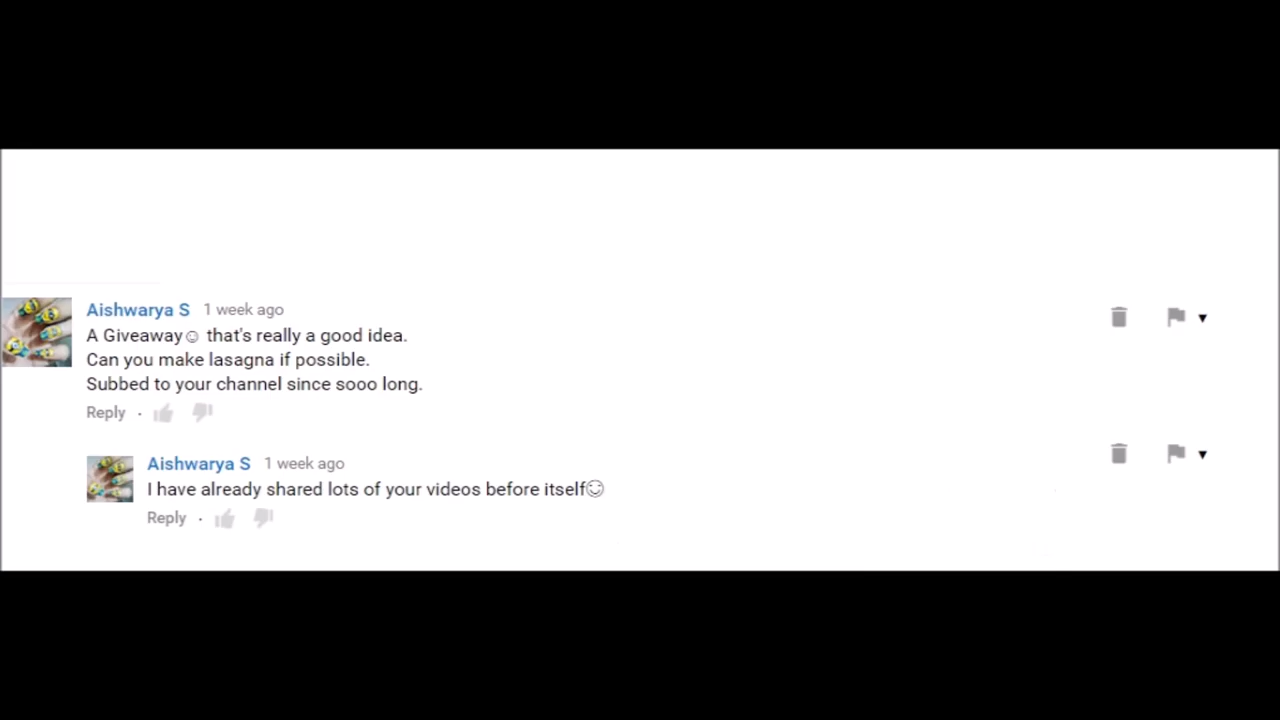 Aishwarya S 1 week ago
A Giveaway☺ that's really a good idea.
Can you make lasagna if possible.
Subbed to your channel since sooo long.
Reply ·
Aishwarya S 1 week ago
I have already shared lots of your videos before itself☺
Reply ·